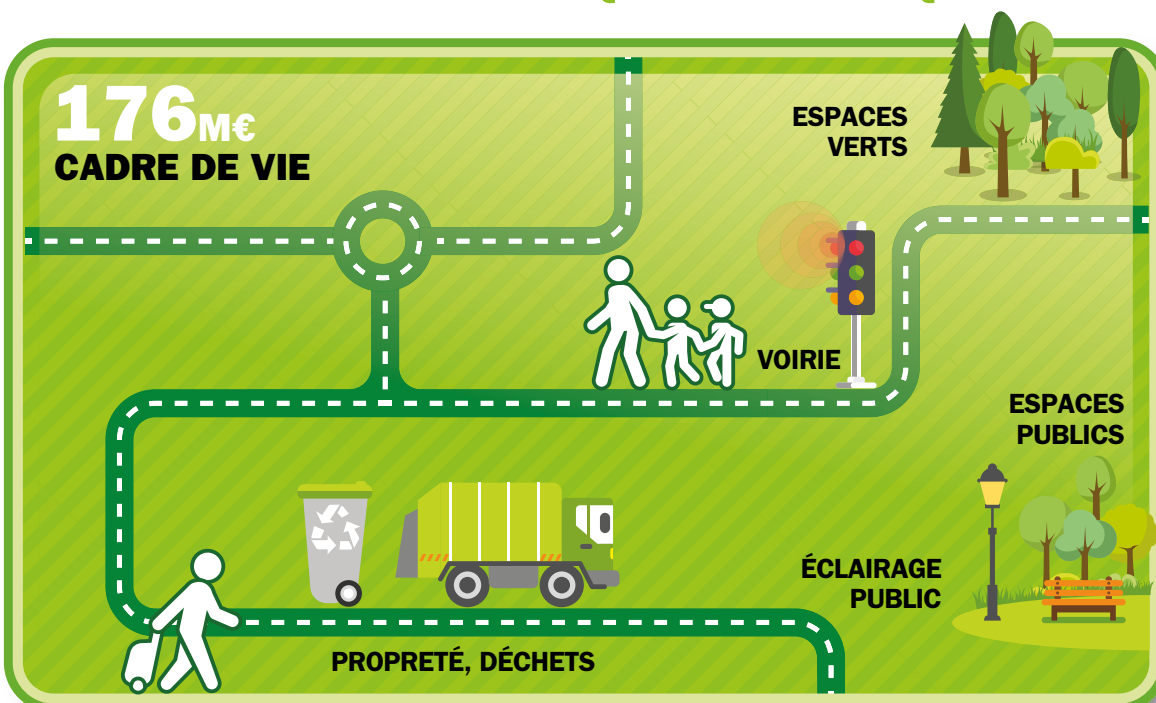 176M€
CADRE DE VIE
ESPACES
VERTS
VOIRIE
ESPACES
PUBLICS
ÉCLAIRAGE
PUBLIC
PROPRETÉ, DÉCHETS